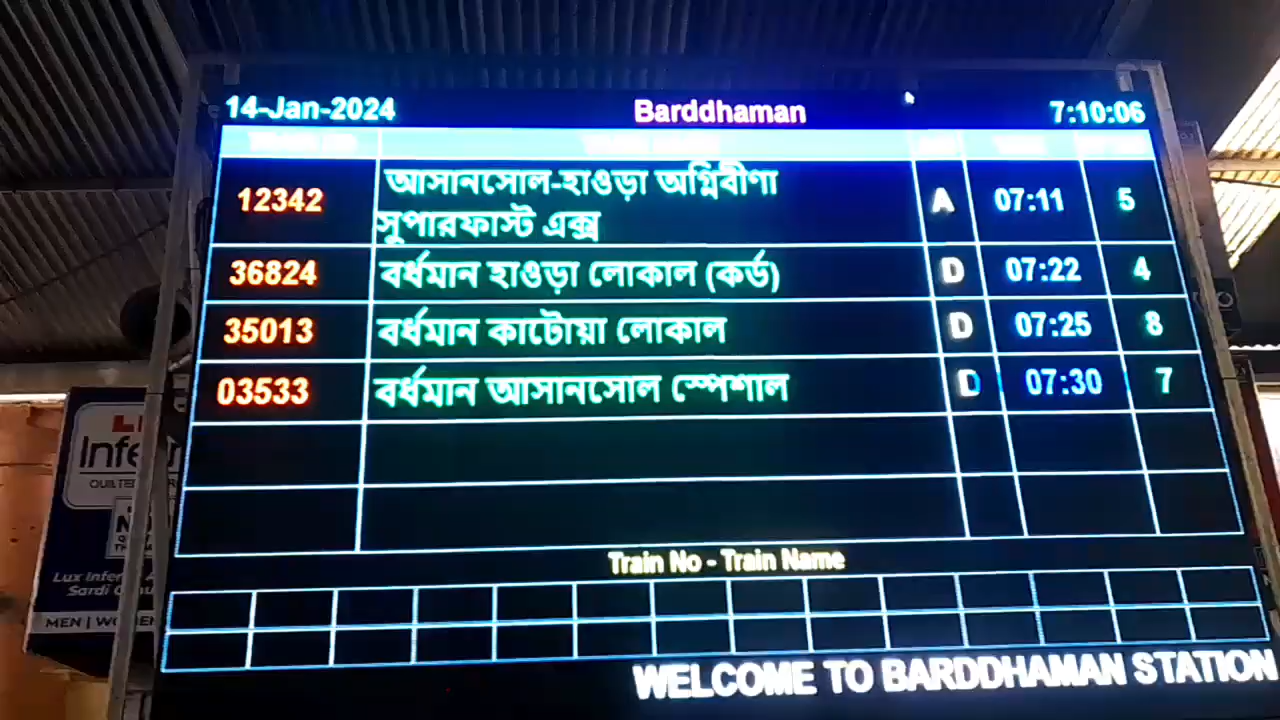 14-Jan-2024 Barddhaman 7:10:06
12342 আসানসোল-হাওড়া অগ্নিবীণা সুপারফাস্ট এক্স A 07:11 5
36824 বর্ধমান হাওড়া লোকাল (কর্ড) D 07:22 4
35013 বর্ধমান কাটোয়া লোকাল D 07:25 8
03533 বর্ধমান আসানসোল স্পেশাল D 07:30 7
Train No - Train Name
WELCOME TO BARDDHAMAN STATION
Lux
MEN |